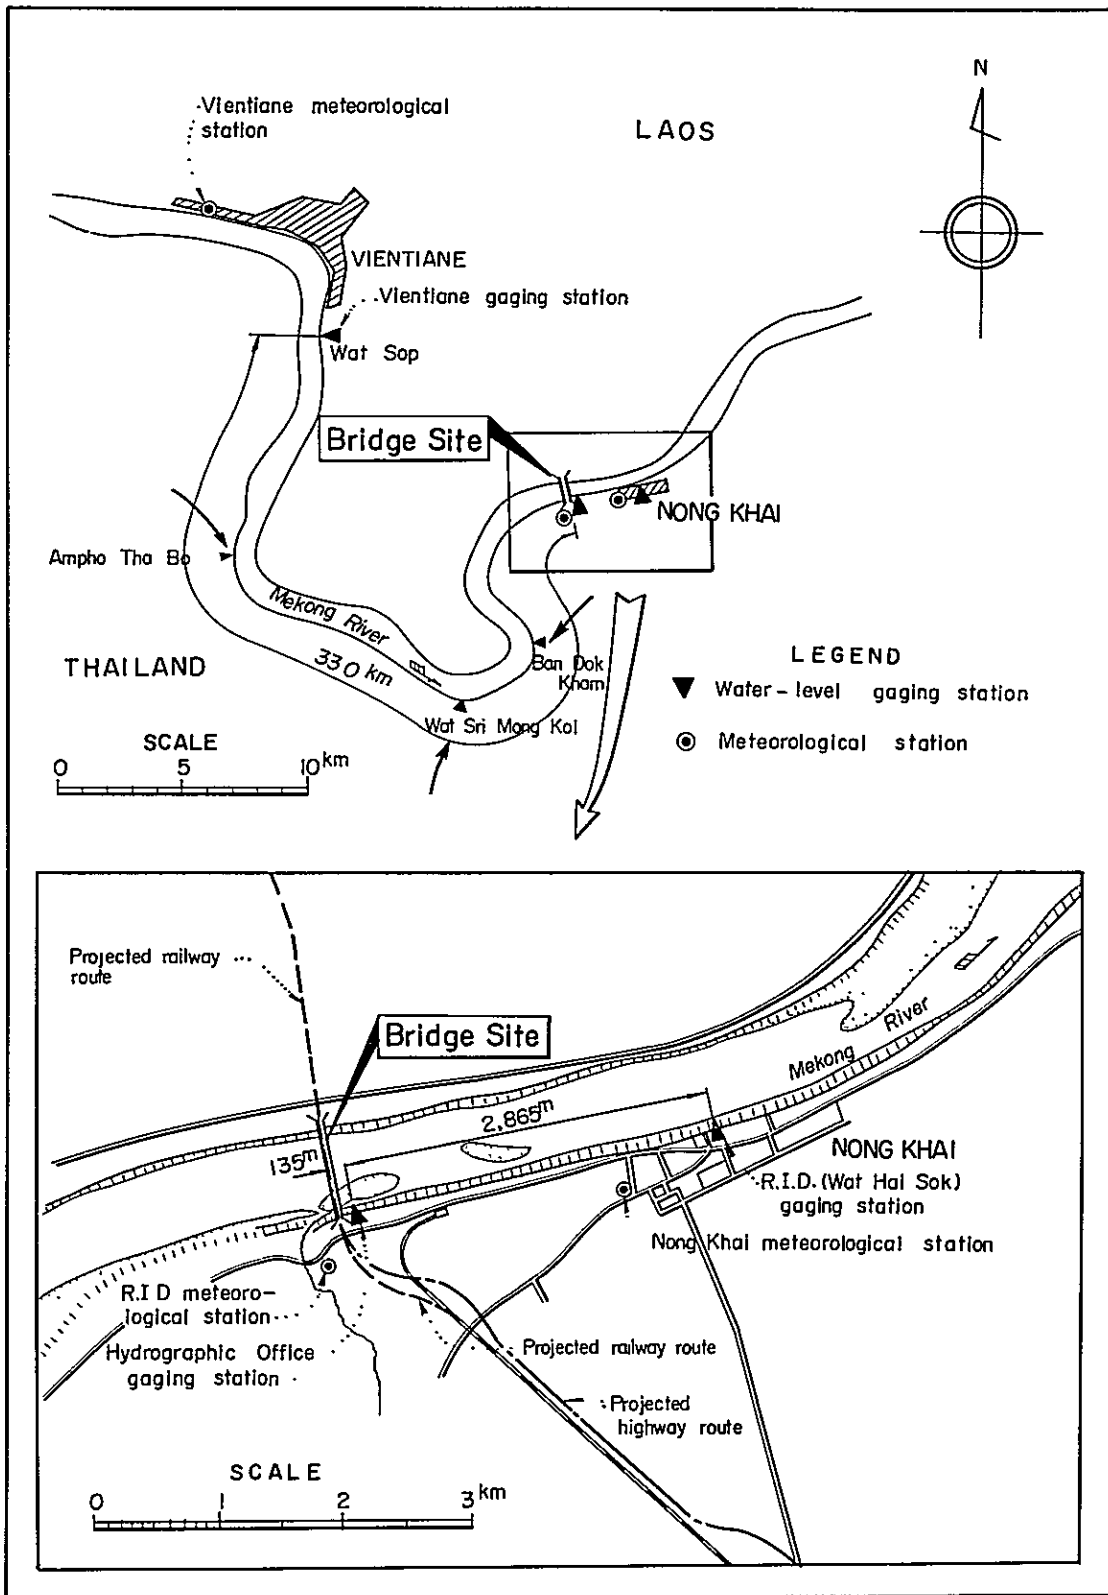 Vientiane meteorological
station
LAOS
N
VIENTIANE
Vientiane gaging station
Wat Sop
Bridge Site
NONG KHAI
Ampho Tha Bo
Mekong River
THAILAND
33.0 km
Ban Dok
Kham
Wat Sri Mong Kol
LEGEND
Water-level gaging station
Meteorological station
SCALE
0 5 10 km
Projected railway
route
Bridge Site
Mekong River
2,865m
135m
NONG KHAI
R.I.D. (Wat Hai Sok)
gaging station
Nong Khai meteorological station
R.I.D meteoro-
logical station
Hydrographic Office
gaging station
Projected railway route
Projected
highway route
SCALE
0 1 2 3 km